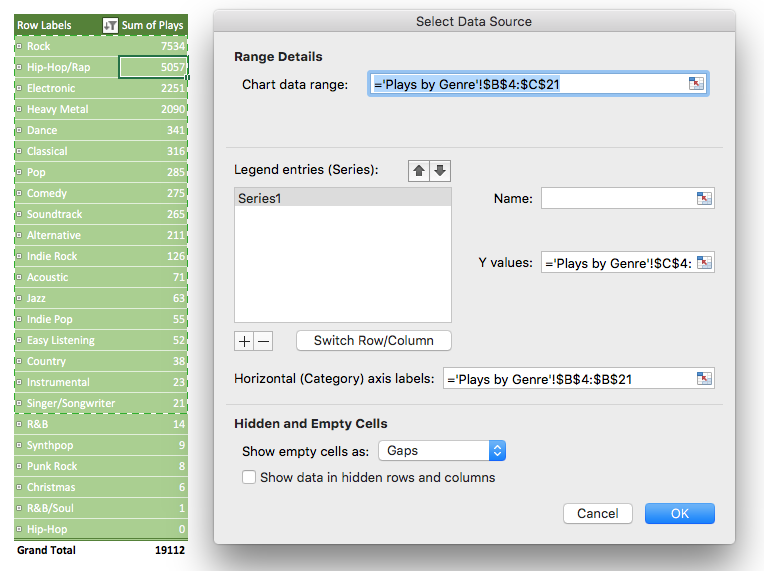 Row Labels Sum of Plays
Rock 7534
Hip-Hop/Rap 5057
Electronic 2251
Heavy Metal 2090
Dance 341
Classical 316
Pop 285
Comedy 275
Soundtrack 265
Alternative 211
Indie Rock 126
Acoustic 71
Jazz 63
Indie Pop 55
Easy Listening 52
Country 38
Instrumental 23
Singer/Songwriter 21
R&B 14
Synthpop 9
Punk Rock 8
Christmas 6
R&B/Soul 1
Hip-Hop 0
Grand Total 19112
Select Data Source
Range Details
Chart data range: ='Plays by Genre'!$B$4:$C$21
Legend entries (Series):
Series1
Name:
Y values: ='Plays by Genre'!$C$4:
Switch Row/Column
Horizontal (Category) axis labels: ='Plays by Genre'!$B$4:$B$21
Hidden and Empty Cells
Show empty cells as: Gaps
Show data in hidden rows and columns
Cancel OK